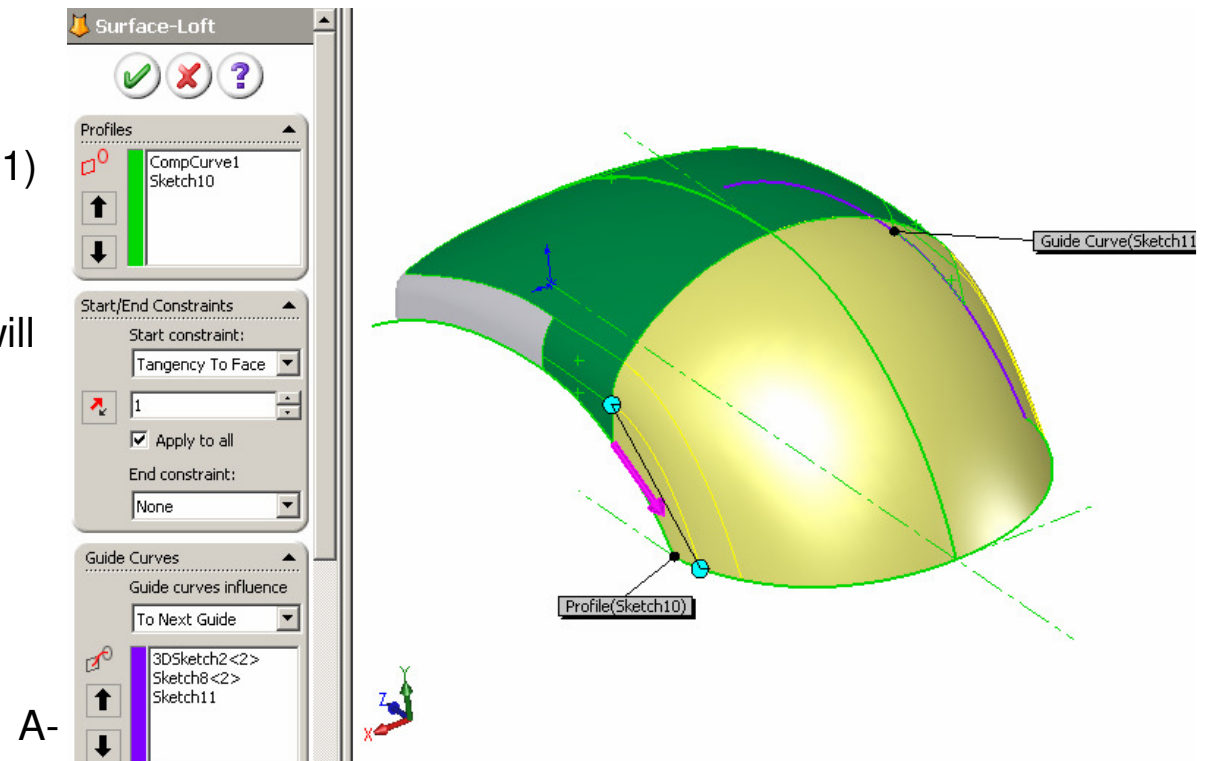 Surface-Loft
?
Profiles
1)
CompCurve1
Sketch10
Guide Curve(Sketch11
Start/End Constraints
Start constraint:
will
Tangency To Face
1
Apply to all
End constraint:
None
Guide Curves
Guide curves influence
To Next Guide
Profile(Sketch10)
3DSketch2<2>
Sketch8<2>
Sketch11
A-
Y
Z
X